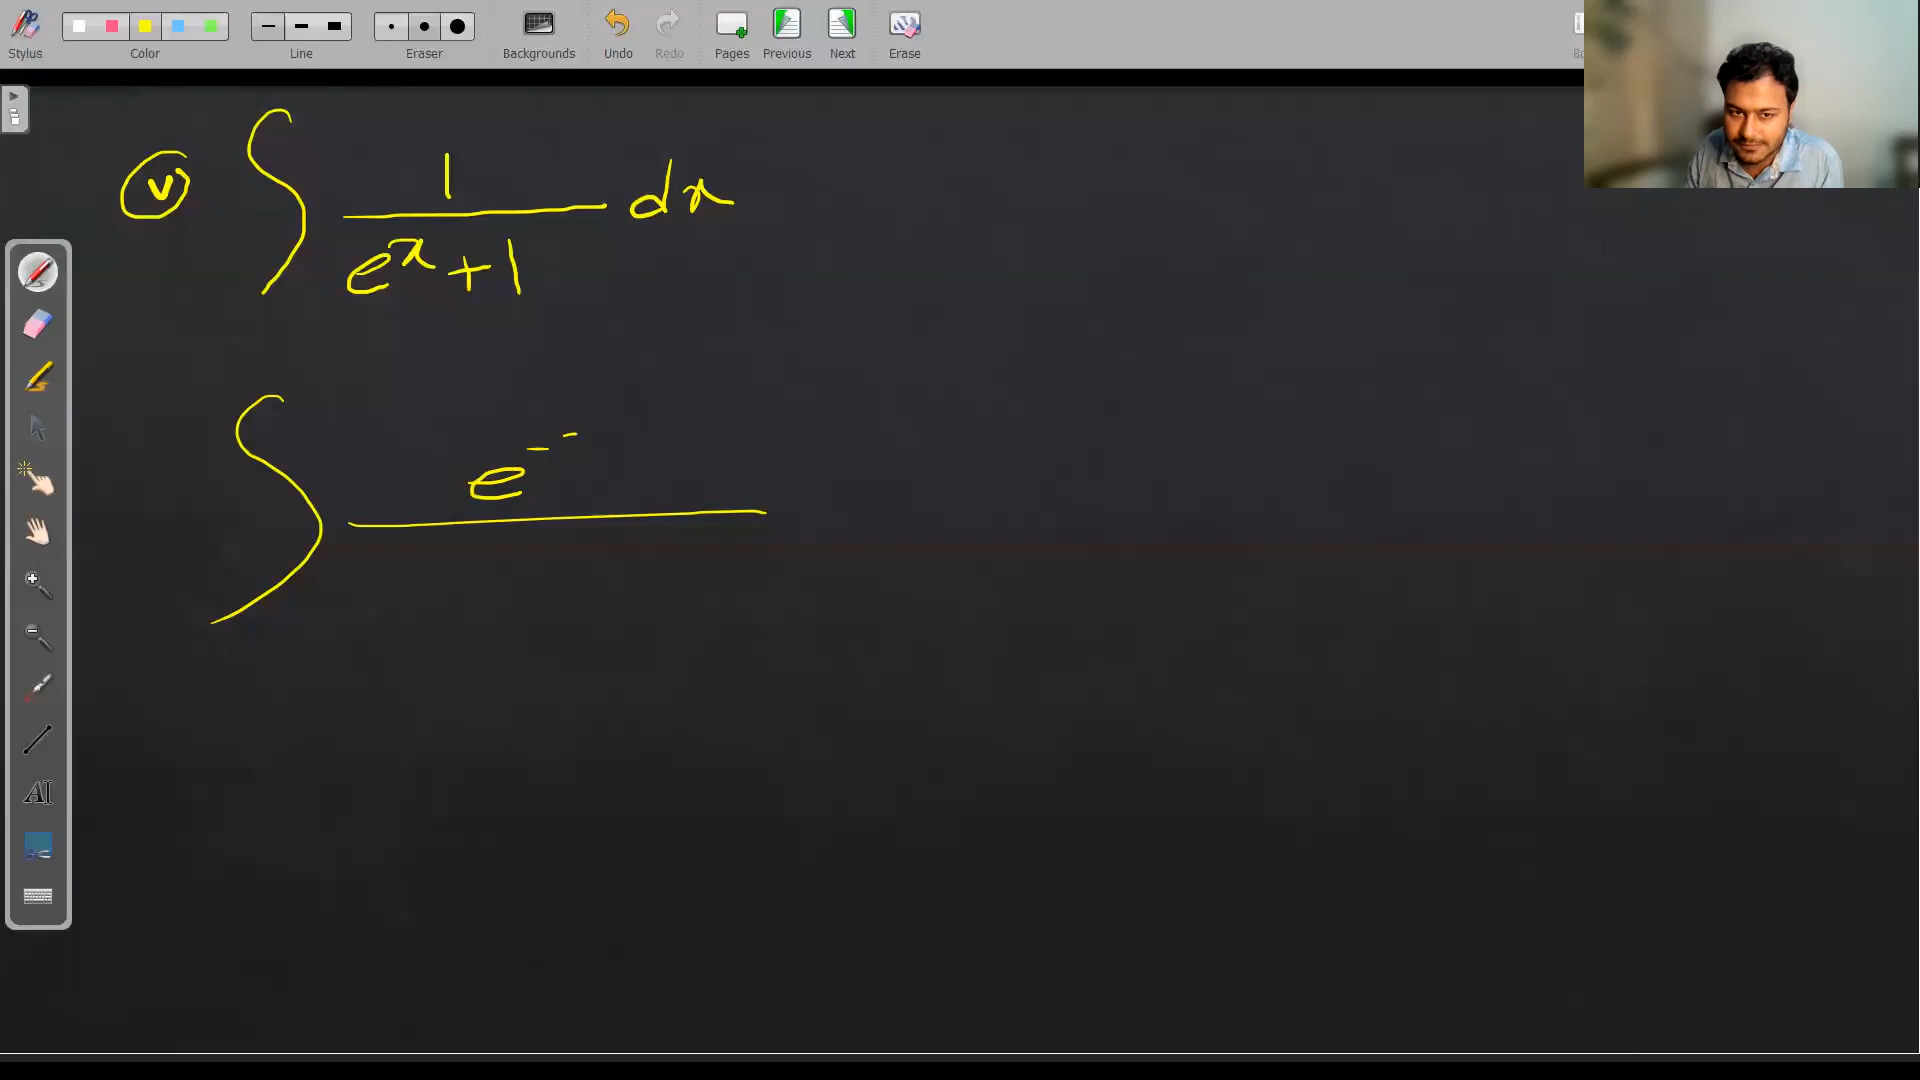 Stylus Color Line Eraser Backgrounds Undo Redo Pages Previous Next Erase
(v) ∫ 1/(e^x + 1) dx
∫ e^-